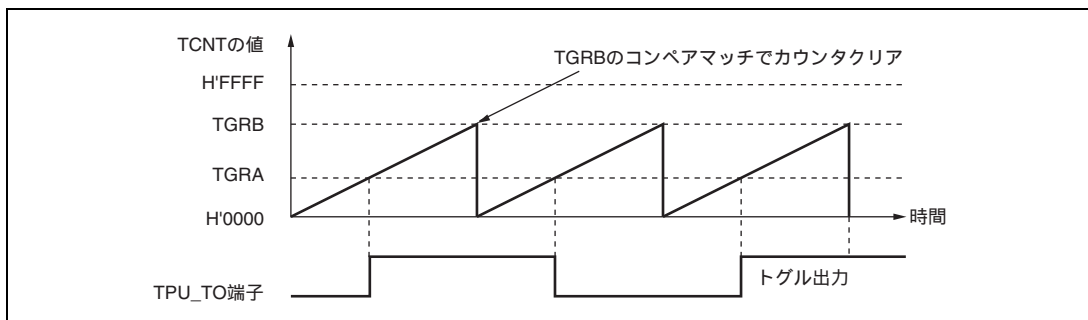 TCNTの値
TGRBのコンペアマッチでカウンタクリア
H'FFFF
TGRB
TGRA
H'0000
時間
トグル出力
TPU_TO端子